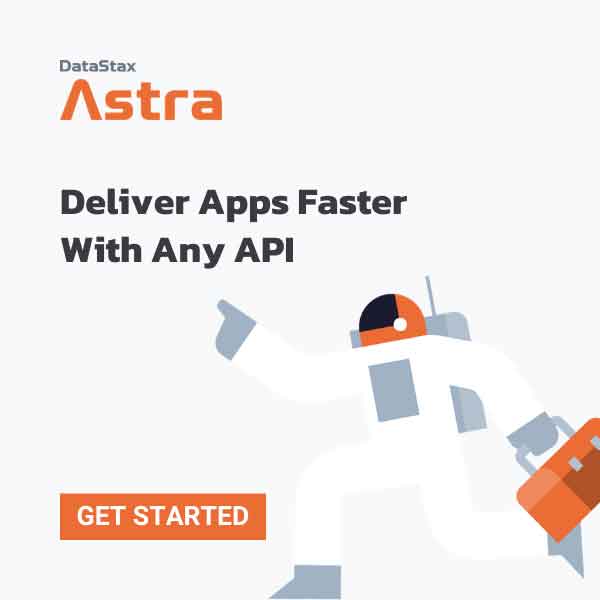 DataStax
Astra
Deliver Apps Faster
With Any API
GET STARTED